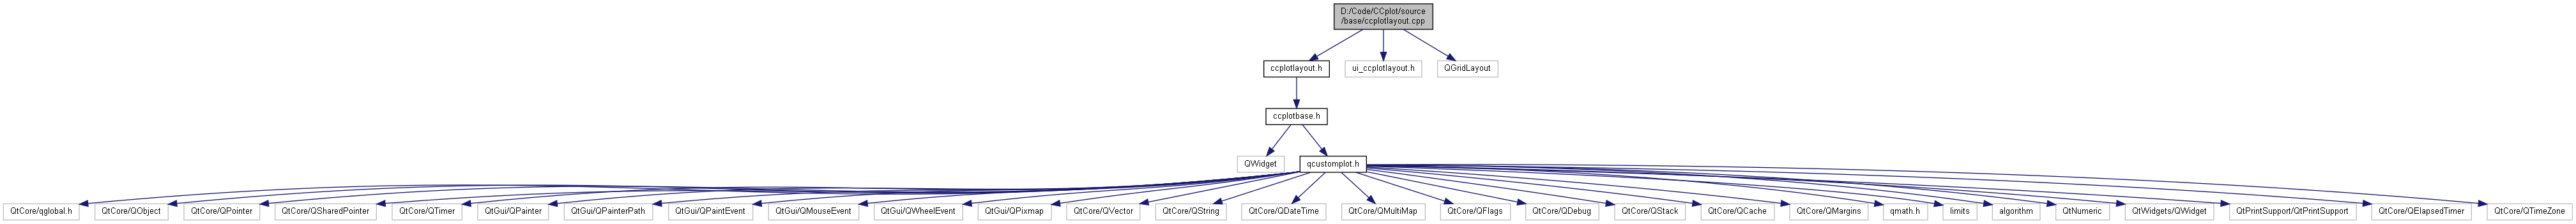 D:/Code/CCplot/source
/base/ccplotlayout.cpp
ccplotlayout.h
ui_ccplotlayout.h
QGridLayout
ccplotbase.h
QWidget
qcustomplot.h
QtCore/qglobal.h
QtCore/QObject
QtCore/QPointer
QtCore/QSharedPointer
QtCore/QTimer
QtGui/QPainter
QtGui/QPainterPath
QtGui/QPaintEvent
QtGui/QMouseEvent
QtGui/QWheelEvent
QtGui/QPixmap
QtCore/QVector
QtCore/QString
QtCore/QDateTime
QtCore/QMultiMap
QtCore/QFlags
QtCore/QDebug
QtCore/QStack
QtCore/QCache
QtCore/QMargins
qmath.h
limits
algorithm
QtNumeric
QtWidgets/QWidget
QtPrintSupport/QtPrintSupport
QtCore/QElapsedTimer
QtCore/QTimeZone